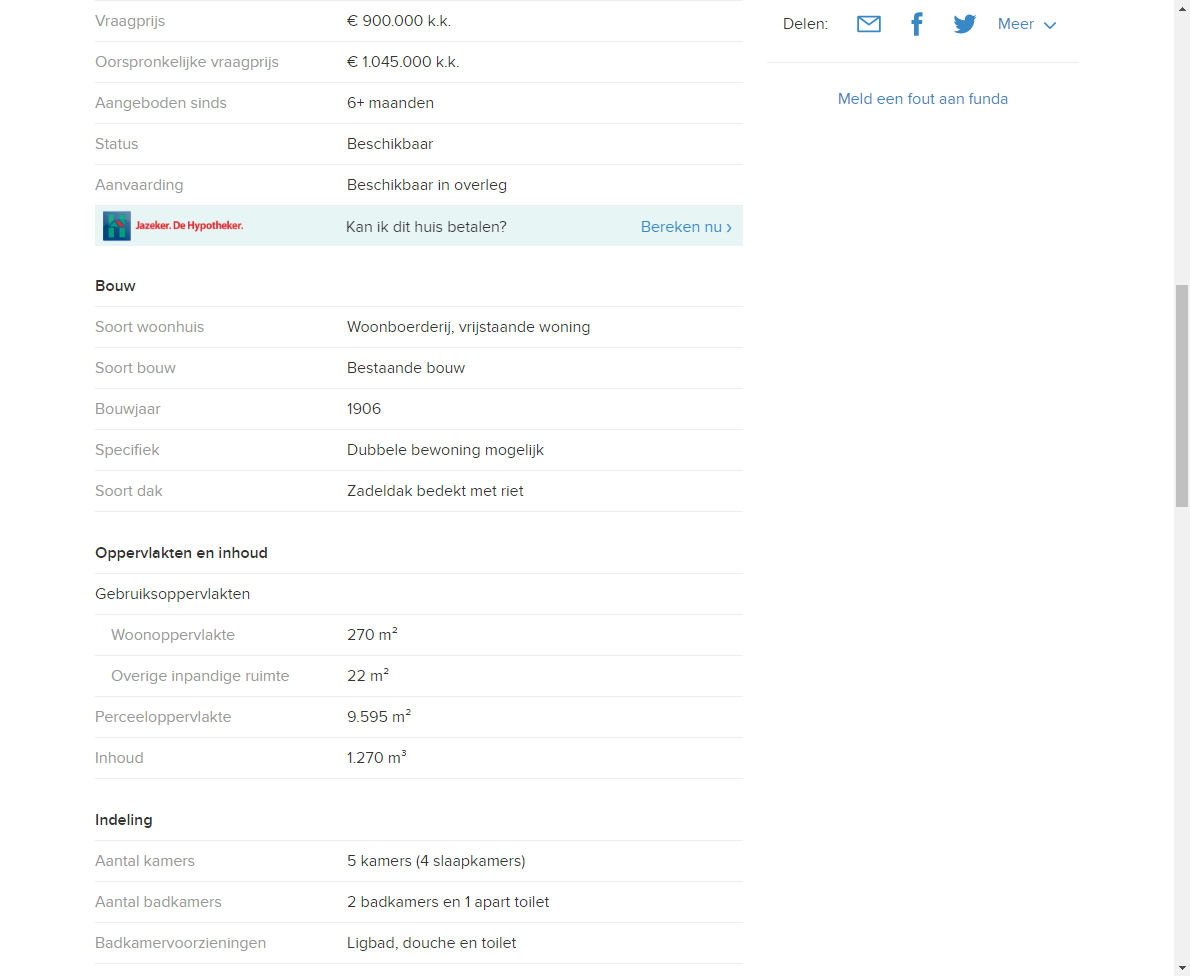 Vraagprijs € 900.000 k.k.
Oorspronkelijke vraagprijs € 1.045.000 k.k.
Aangeboden sinds 6+ maanden
Status Beschikbaar
Aanvaarding Beschikbaar in overleg
Jazeker. De Hypotheker. Kan ik dit huis betalen? Bereken nu ›
Bouw
Soort woonhuis Woonboerderij, vrijstaande woning
Soort bouw Bestaande bouw
Bouwjaar 1906
Specifiek Dubbele bewoning mogelijk
Soort dak Zadeldak bedekt met riet
Oppervlakten en inhoud
Gebruiksoppervlakten
Woonoppervlakte 270 m²
Overige inpandige ruimte 22 m²
Perceeloppervlakte 9.595 m²
Inhoud 1.270 m³
Indeling
Aantal kamers 5 kamers (4 slaapkamers)
Aantal badkamers 2 badkamers en 1 apart toilet
Badkamervoorzieningen Ligbad, douche en toilet
Delen: Meer
Meld een fout aan funda